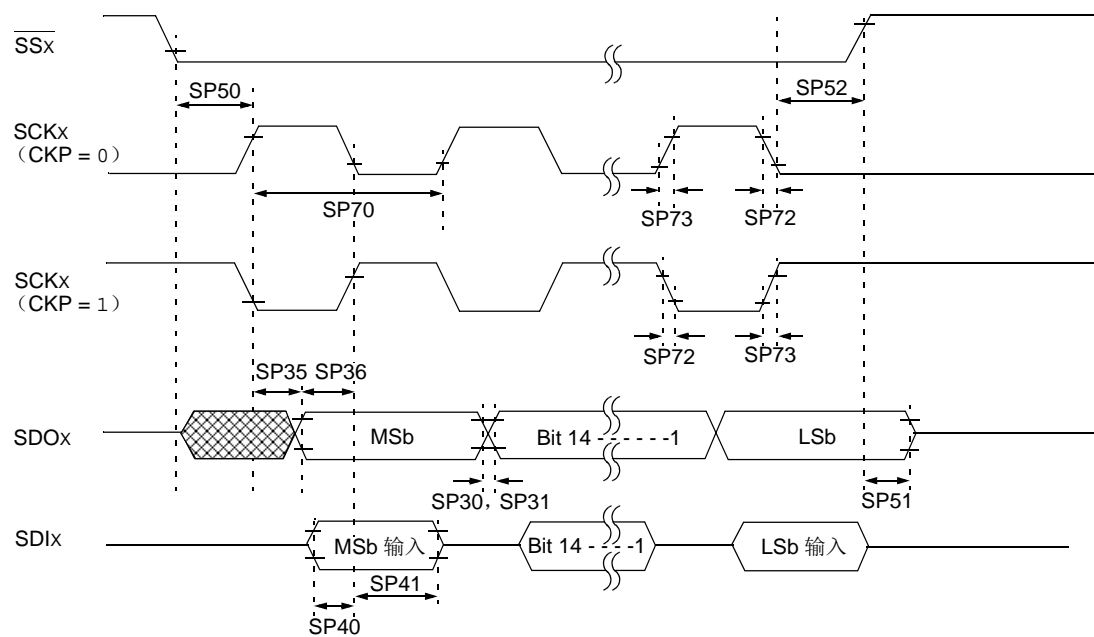 SSX
SP50
SP52
SCKX
（CKP = 0）
SP70
SP73
SP72
SCKX
（CKP = 1）
SP72
SP73
SP35
SP36
SDOX
MSb
Bit 14 - - - - - -1
LSb
SP30，SP31
SP51
SDIX
MSb 输入
Bit 14 - - - - -1
LSb 输入
SP41
SP40